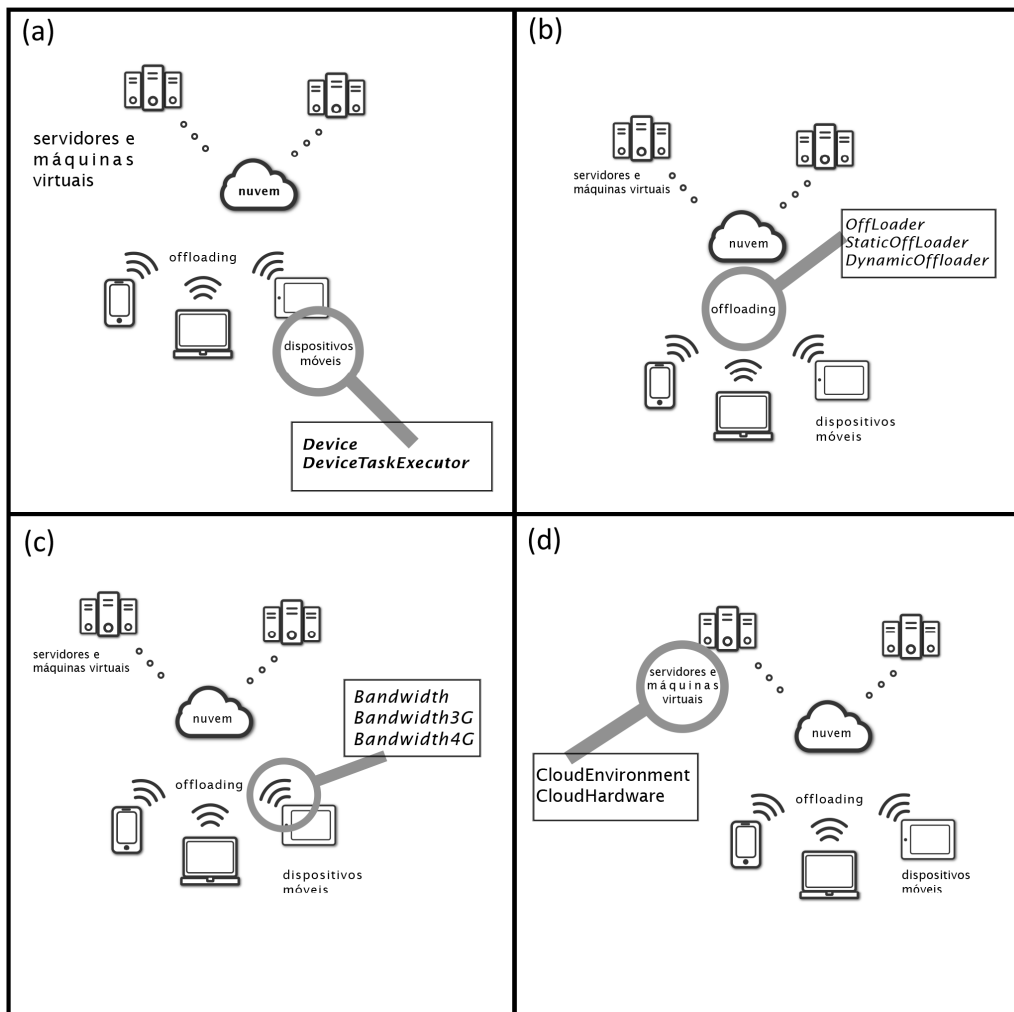 (a)
servidores e
máquinas
virtuais
nuvem
offloading
dispositivos
móveis
Device
DeviceTaskExecutor
(b)
servidores e
máquinas virtuais
nuvem
OffLoader
StaticOffLoader
DynamicOffloader
offloading
dispositivos
móveis
(c)
servidores e
máquinas virtuais
nuvem
Bandwidth
Bandwidth3G
Bandwidth4G
offloading
dispositivos
móveis
(d)
servidores e
máquinas
virtuais
nuvem
CloudEnvironment
CloudHardware
offloading
dispositivos
móveis